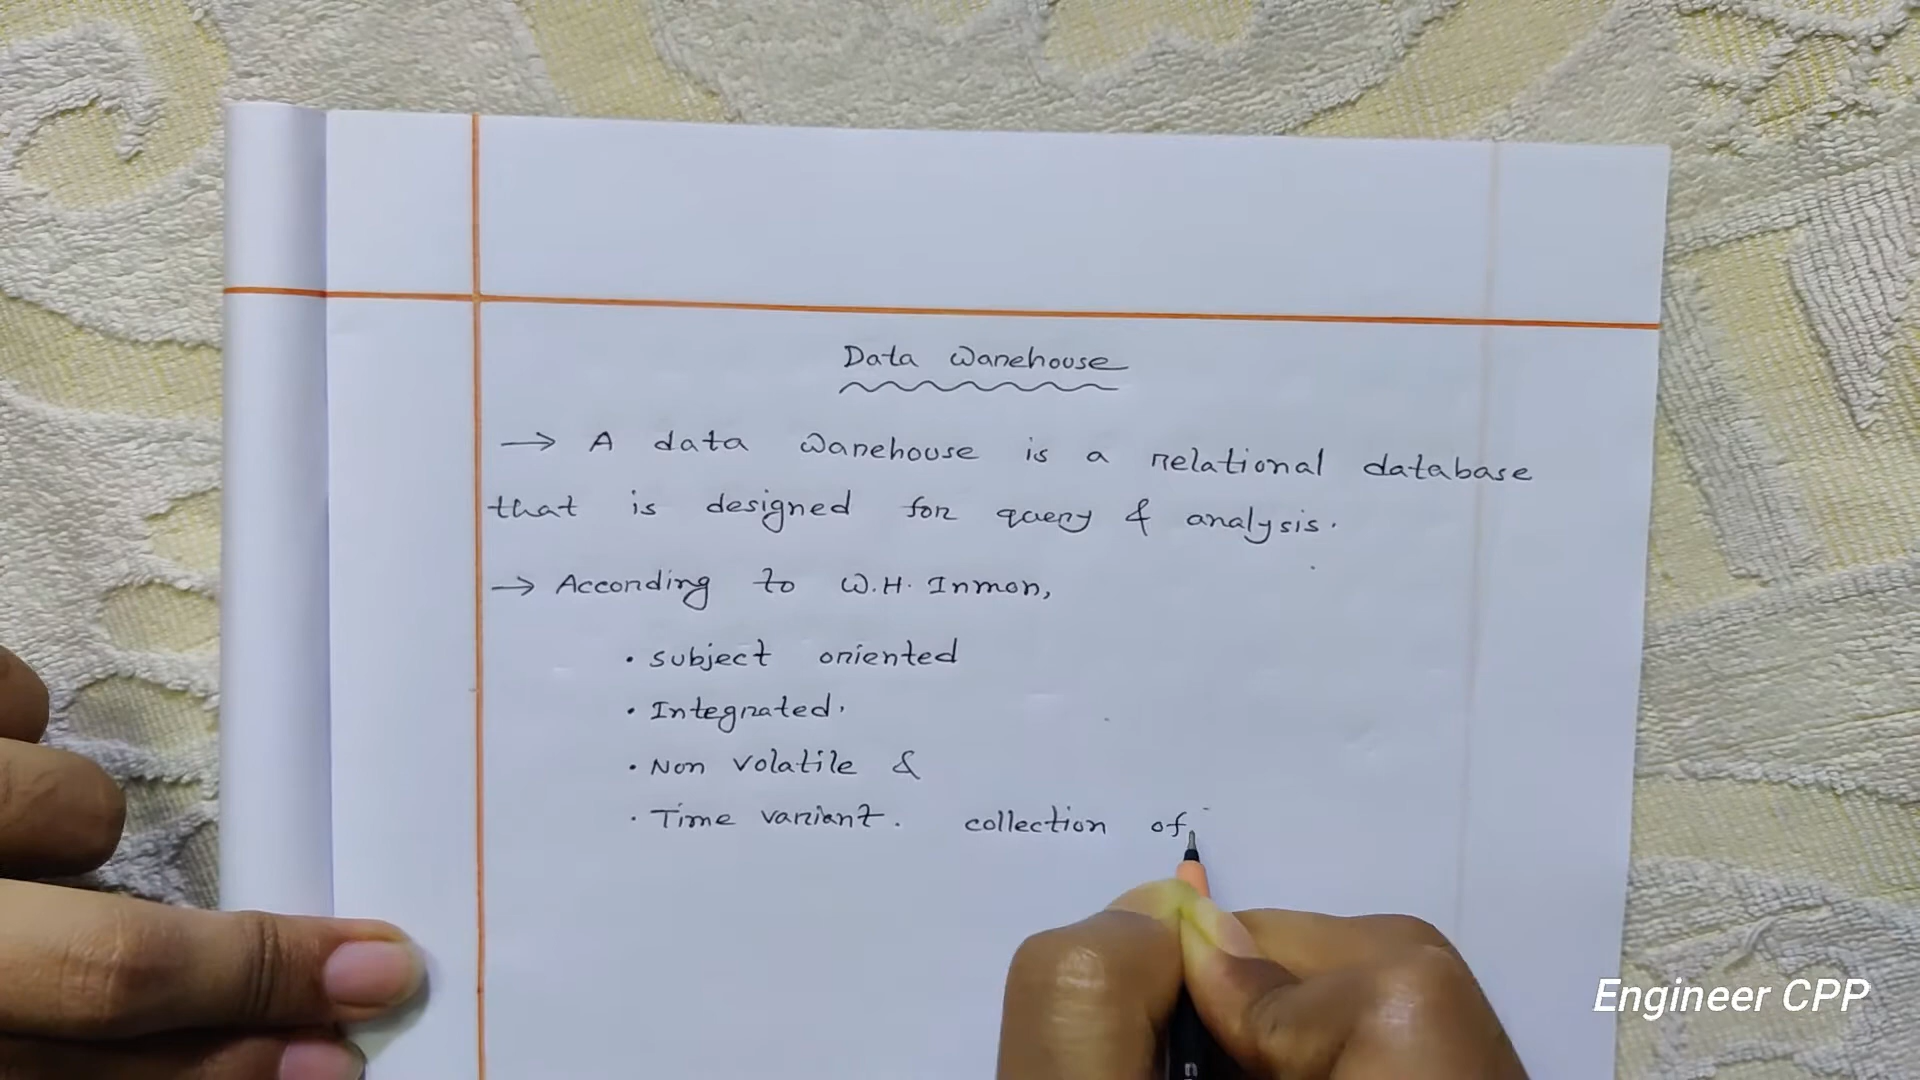 Data Warehouse
→ A data warehouse is a relational database
that is designed for query & analysis.
→ According to W.H. Inmon,
• subject oriented
• Integrated.
• Non volatile &
• Time variant. collection of
Engineer CPP